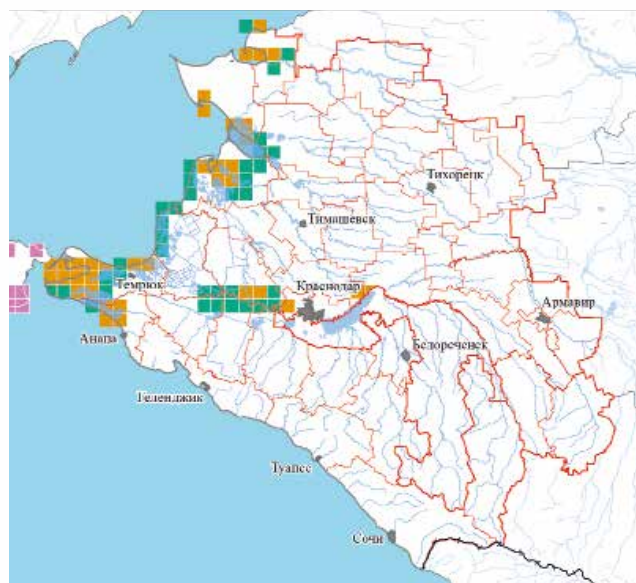 Тихорецк
Тимашевск
Темрюк
Краснодар
Армавир
Анапа
Белореченск
Геленджик
Туапсе
Сочи